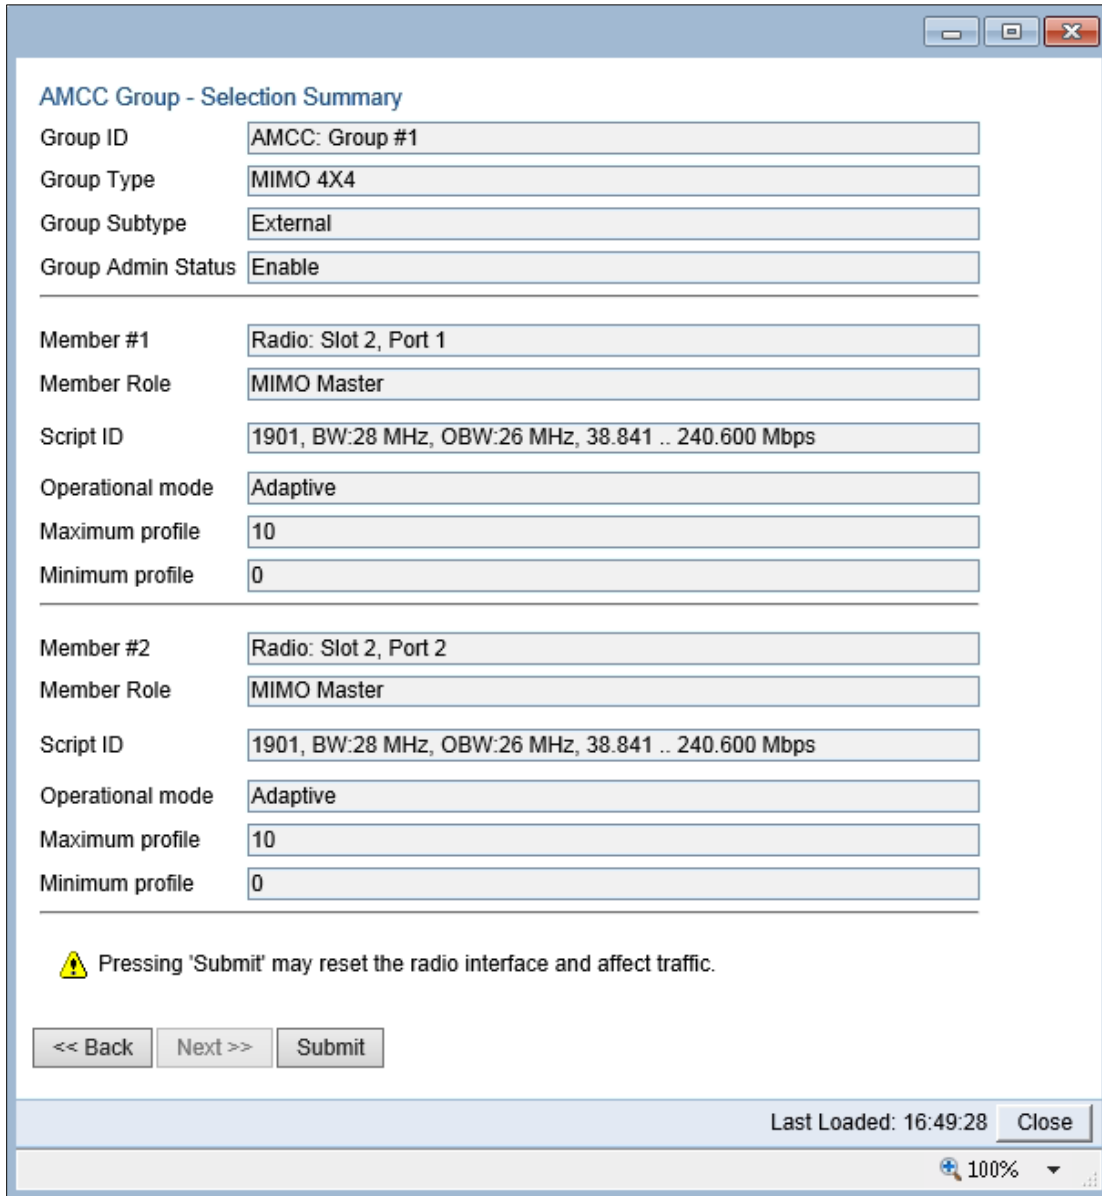 AMCC Group - Selection Summary
Group ID AMCC: Group #1
Group Type MIMO 4X4
Group Subtype External
Group Admin Status Enable
Member #1 Radio: Slot 2, Port 1
Member Role MIMO Master
Script ID 1901, BW:28 MHz, OBW:26 MHz, 38.841 .. 240.600 Mbps
Operational mode Adaptive
Maximum profile 10
Minimum profile 0
Member #2 Radio: Slot 2, Port 2
Member Role MIMO Master
Script ID 1901, BW:28 MHz, OBW:26 MHz, 38.841 .. 240.600 Mbps
Operational mode Adaptive
Maximum profile 10
Minimum profile 0
Pressing 'Submit' may reset the radio interface and affect traffic.
<< Back Next >> Submit
Last Loaded: 16:49:28 Close
100%